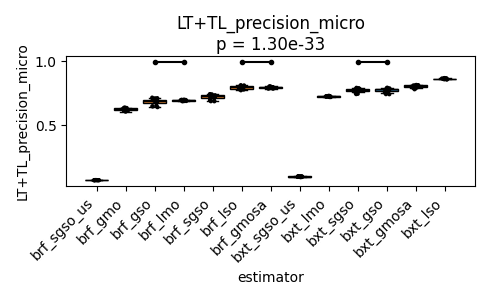 LT+TL_precision_micro
p = 1.30e-33
LT+TL_precision_micro
1.0
0.5
brf_sgso_us
brf_gmo
brf_gso
brf_lmo
brf_sgso
brf_lso
brf_gmosa
bxt_sgso_us
bxt_lmo
bxt_sgso
bxt_gso
bxt_gmosa
bxt_lso
estimator